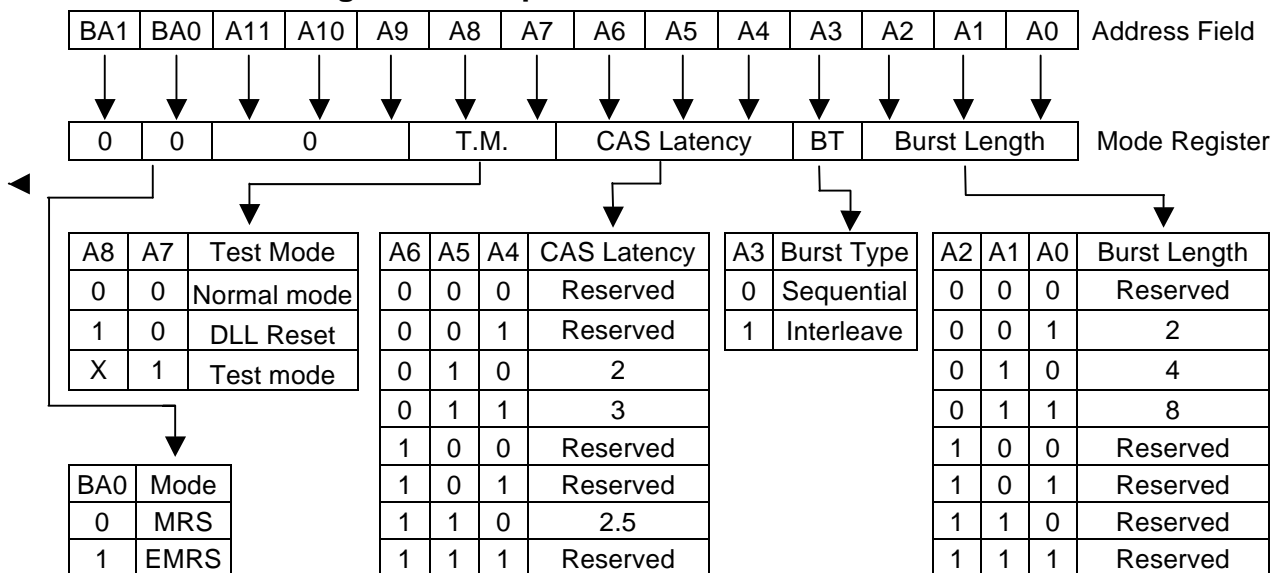 BA1 BA0 A11 A10 A9 A8 A7 A6 A5 A4 A3 A2 A1 A0 Address Field
0 0 0 T.M. CAS Latency BT Burst Length Mode Register
A8 A7 Test Mode
0 0 Normal mode
1 0 DLL Reset
X 1 Test mode
A6 A5 A4 CAS Latency
0 0 0 Reserved
0 0 1 Reserved
0 1 0 2
0 1 1 3
1 0 0 Reserved
1 0 1 Reserved
1 1 0 2.5
1 1 1 Reserved
A3 Burst Type
0 Sequential
1 Interleave
A2 A1 A0 Burst Length
0 0 0 Reserved
0 0 1 2
0 1 0 4
0 1 1 8
1 0 0 Reserved
1 0 1 Reserved
1 1 0 Reserved
1 1 1 Reserved
BA0 Mode
0 MRS
1 EMRS